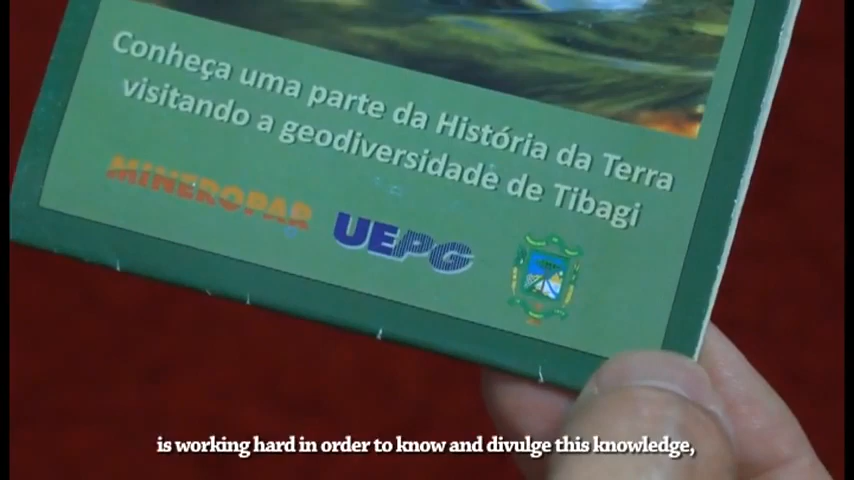 Conheça uma parte da História da Terra
visitando a geodiversidade de Tibagi
MINEROPAR
UEPG
is working hard in order to know and divulge this knowledge,